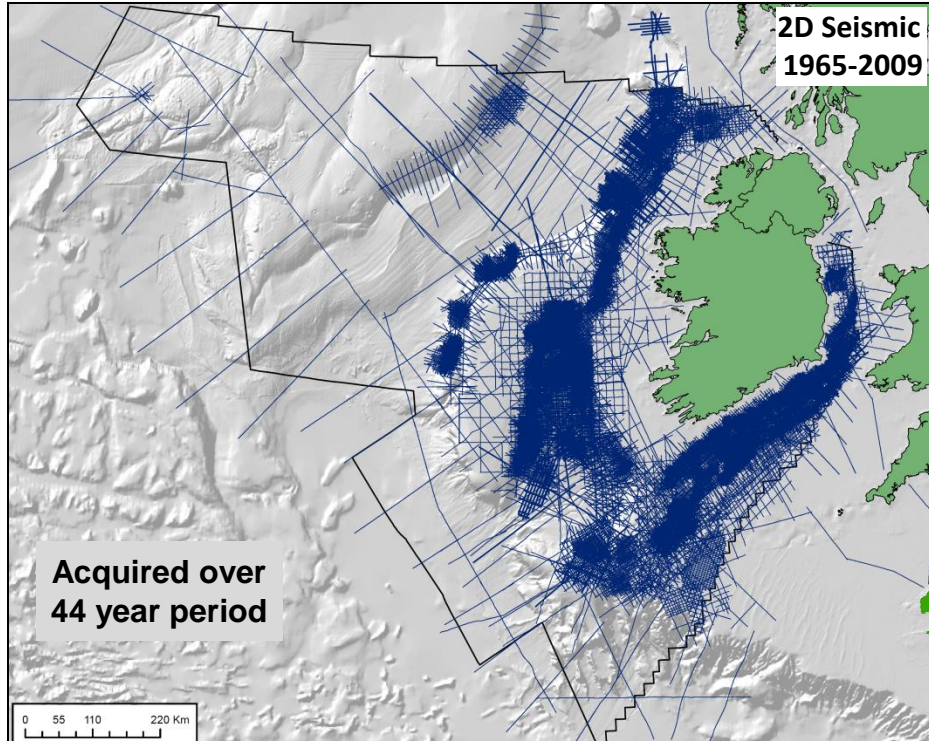 2D Seismic
1965-2009
Acquired over
44 year period
0 55 110 220 Km